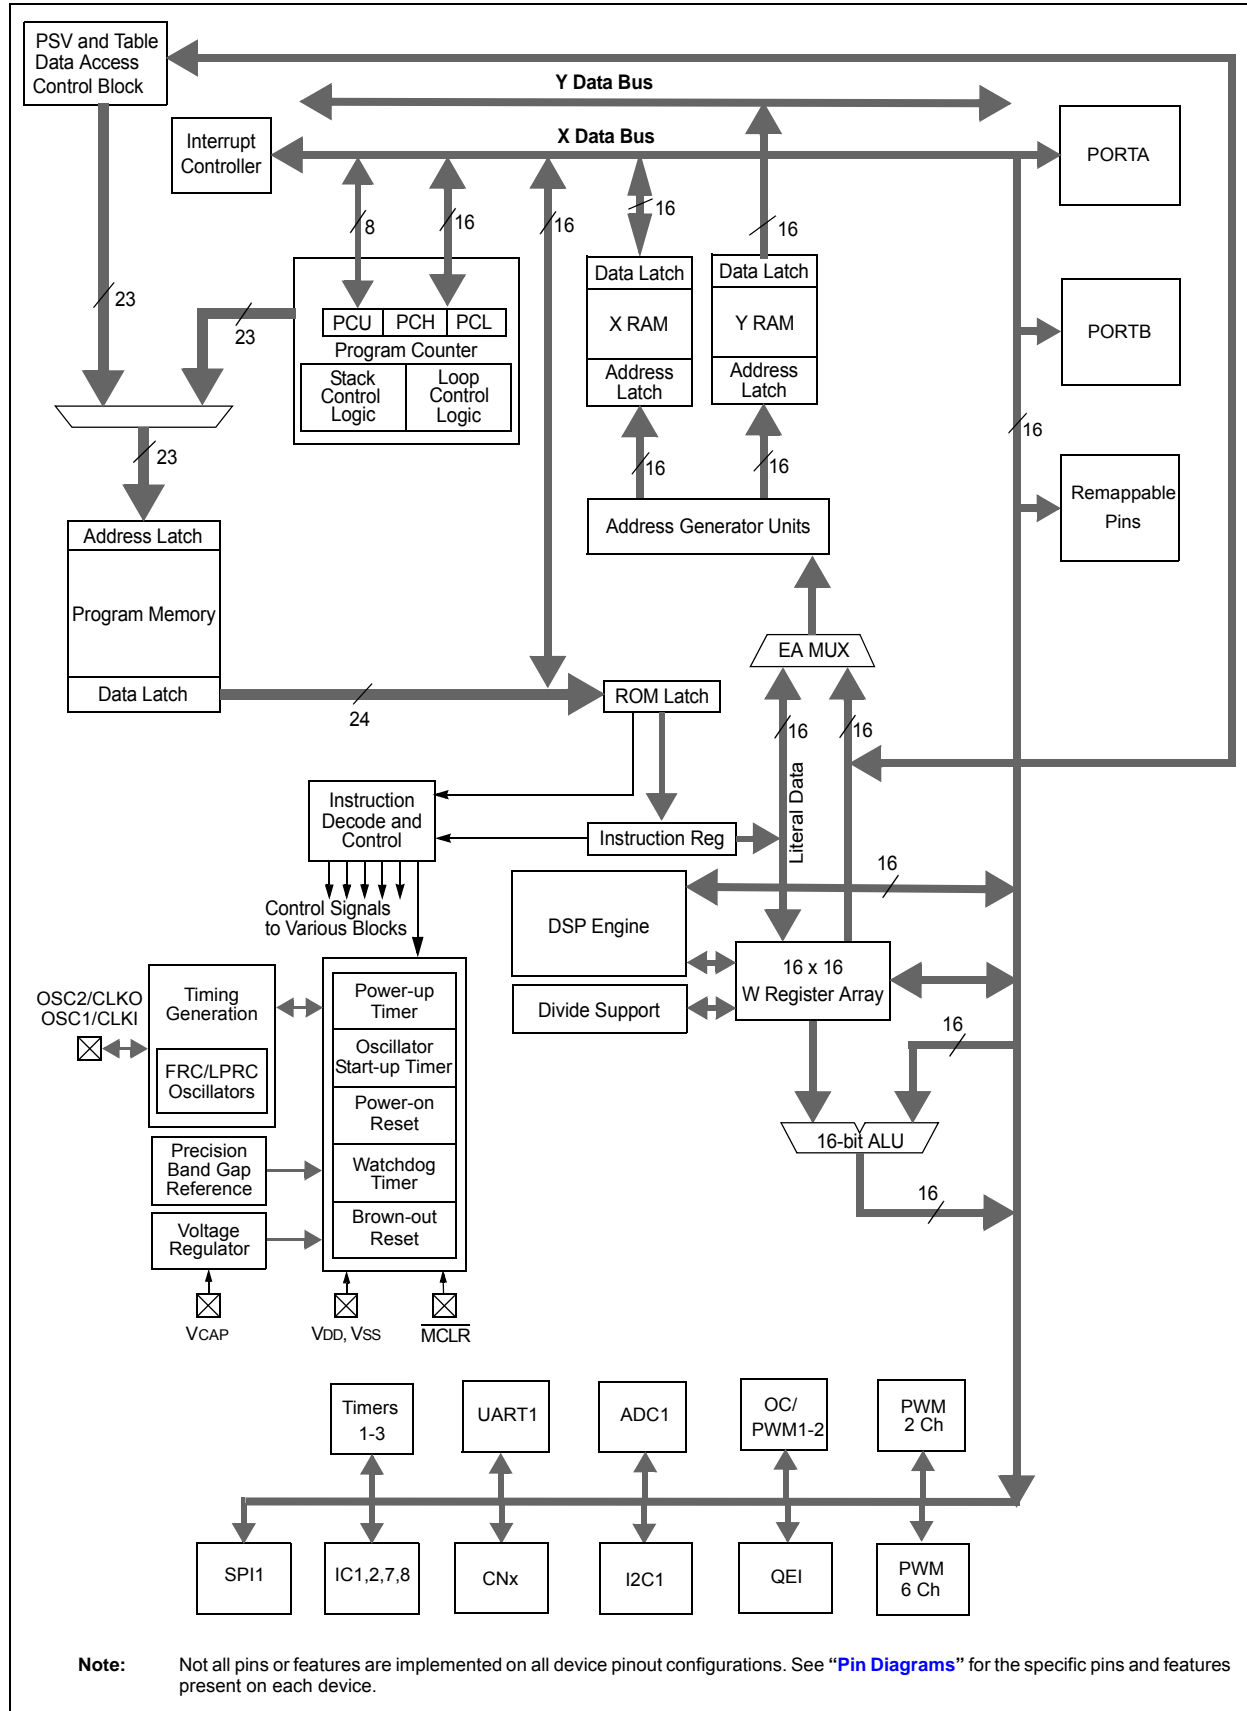 PSV and Table
Data Access
Control Block
Y Data Bus
Interrupt
Controller
X Data Bus
PORTA
8
16
16
16
16
23
23
PCU
PCH
PCL
Program Counter
Stack
Control
Logic
Loop
Control
Logic
Data Latch
X RAM
Address
Latch
Data Latch
Y RAM
Address
Latch
PORTB
16
23
16
16
Address Generator Units
Remappable
Pins
Address Latch
Program Memory
Data Latch
24
EA MUX
ROM Latch
16
16
Literal Data
Instruction
Decode and
Control
Instruction Reg
Control Signals
to Various Blocks
16
DSP Engine
16 x 16
W Register Array
Divide Support
16
16-bit ALU
16
OSC2/CLKO
OSC1/CLKI
Timing
Generation
FRC/LPRC
Oscillators
Power-up
Timer
Oscillator
Start-up Timer
Power-on
Reset
Watchdog
Timer
Brown-out
Reset
Precision
Band Gap
Reference
Voltage
Regulator
VCAP
VDD, VSS
MCLR
Timers
1-3
UART1
ADC1
OC/
PWM1-2
PWM
2 Ch
SPI1
IC1,2,7,8
CNx
I2C1
QEI
PWM
6 Ch
Note: Not all pins or features are implemented on all device pinout configurations. See “Pin Diagrams” for the specific pins and features
present on each device.